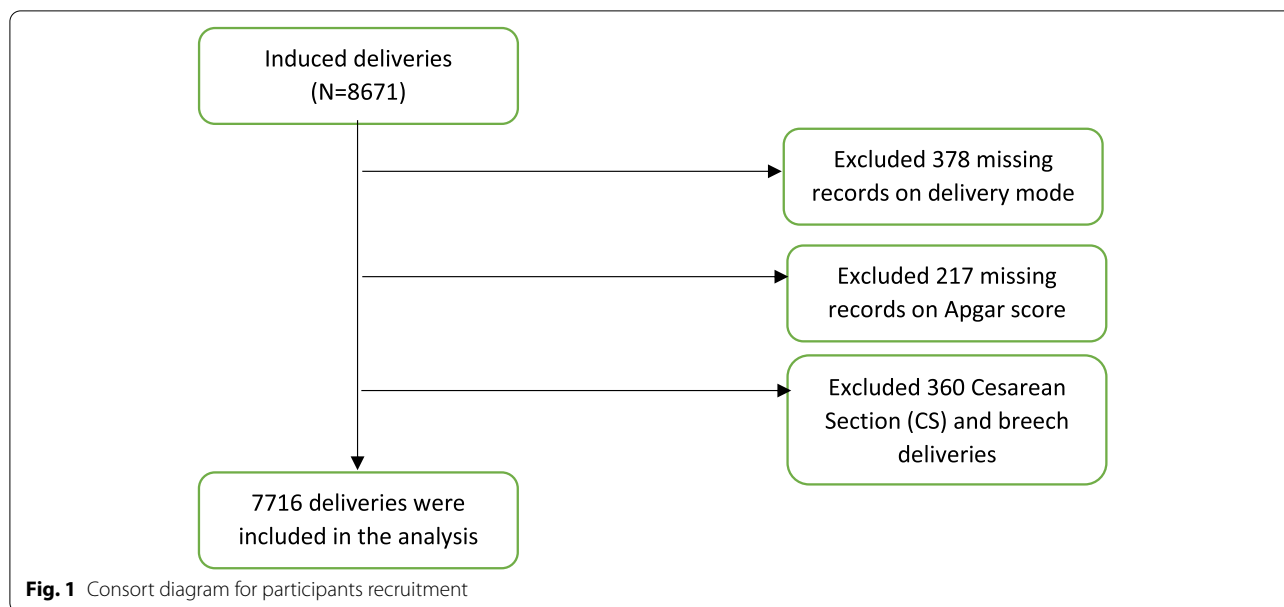 Induced deliveries
(N=8671)
Excluded 378 missing
records on delivery mode
Excluded 217 missing
records on Apgar score
Excluded 360 Cesarean
Section (CS) and breech
deliveries
7716 deliveries were
included in the analysis
Fig. 1 Consort diagram for participants recruitment